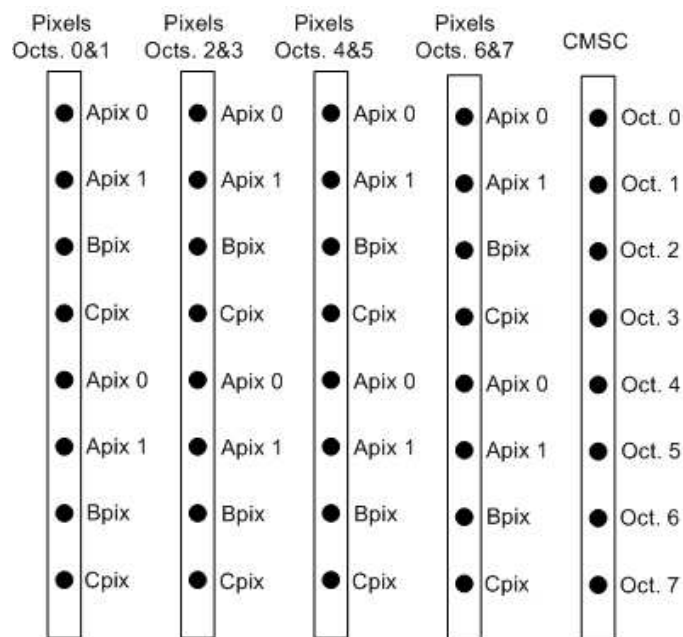 Pixels
Octs. 0&1
Pixels
Octs. 2&3
Pixels
Octs. 4&5
Pixels
Octs. 6&7
CMSC
Apix 0
Apix 0
Apix 0
Apix 0
Oct. 0
Apix 1
Apix 1
Apix 1
Apix 1
Oct. 1
Bpix
Bpix
Bpix
Bpix
Oct. 2
Cpix
Cpix
Cpix
Cpix
Oct. 3
Apix 0
Apix 0
Apix 0
Apix 0
Oct. 4
Apix 1
Apix 1
Apix 1
Apix 1
Oct. 5
Bpix
Bpix
Bpix
Bpix
Oct. 6
Cpix
Cpix
Cpix
Cpix
Oct. 7